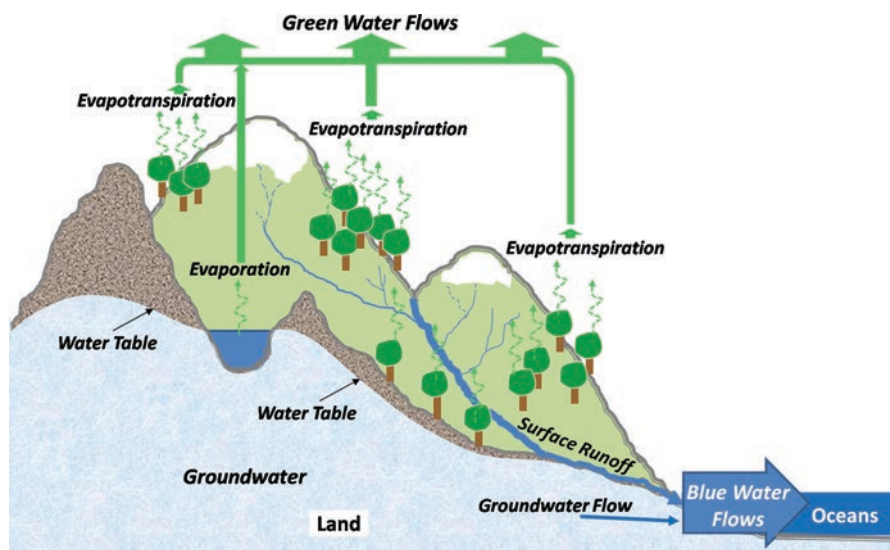 Green Water Flows
Evapotranspiration
Evapotranspiration
Evapotranspiration
Evaporation
Water Table
Water Table
Surface Runoff
Groundwater
Groundwater Flow
Land
Blue Water
Flows
Oceans